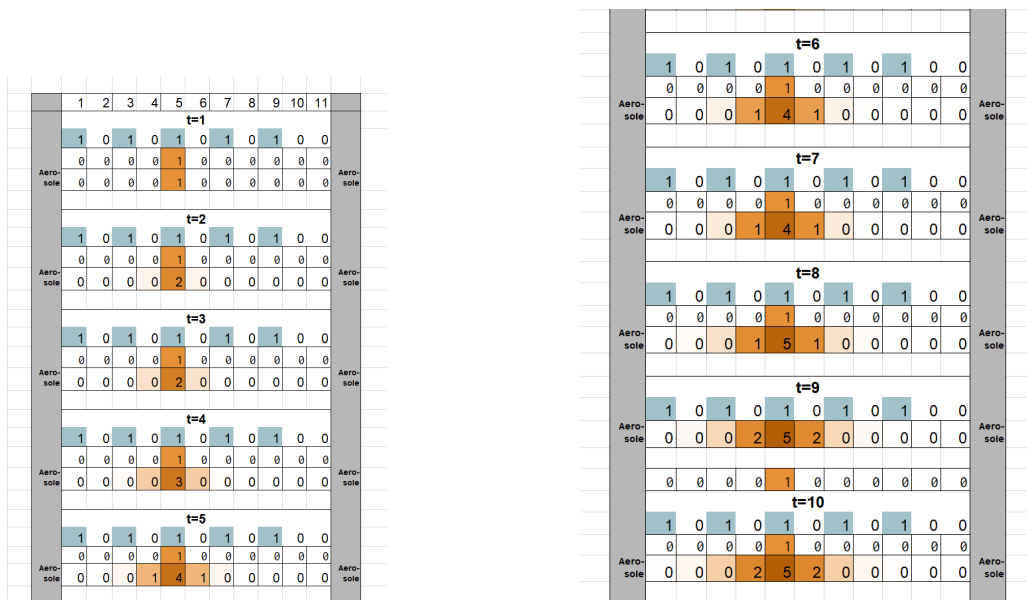 1 2 3 4 5 6 7 8 9 10 11
t=1
1 0 1 0 1 0 1 0 1 0 0
0 0 0 0 1 0 0 0 0 0 0
Aero-sole 0 0 0 0 1 0 0 0 0 0 0 Aero-sole
t=2
1 0 1 0 1 0 1 0 1 0 0
0 0 0 0 1 0 0 0 0 0 0
Aero-sole 0 0 0 0 2 0 0 0 0 0 0 Aero-sole
t=3
1 0 1 0 1 0 1 0 1 0 0
0 0 0 0 1 0 0 0 0 0 0
Aero-sole 0 0 0 0 2 0 0 0 0 0 0 Aero-sole
t=4
1 0 1 0 1 0 1 0 1 0 0
0 0 0 0 1 0 0 0 0 0 0
Aero-sole 0 0 0 0 3 0 0 0 0 0 0 Aero-sole
t=5
1 0 1 0 1 0 1 0 1 0 0
0 0 0 0 1 0 0 0 0 0 0
Aero-sole 0 0 0 1 4 1 0 0 0 0 0 Aero-sole
t=6
1 0 1 0 1 0 1 0 1 0 0
0 0 0 0 1 0 0 0 0 0 0
Aero-sole 0 0 0 1 4 1 0 0 0 0 0 Aero-sole
t=7
1 0 1 0 1 0 1 0 1 0 0
0 0 0 0 1 0 0 0 0 0 0
Aero-sole 0 0 0 1 4 1 0 0 0 0 0 Aero-sole
t=8
1 0 1 0 1 0 1 0 1 0 0
0 0 0 0 1 0 0 0 0 0 0
Aero-sole 0 0 0 1 5 1 0 0 0 0 0 Aero-sole
t=9
1 0 1 0 1 0 1 0 1 0 0
Aero-sole 0 0 0 2 5 2 0 0 0 0 0 Aero-sole
0 0 0 0 1 0 0 0 0 0 0
t=10
1 0 1 0 1 0 1 0 1 0 0
0 0 0 0 1 0 0 0 0 0 0
Aero-sole 0 0 0 2 5 2 0 0 0 0 0 Aero-sole